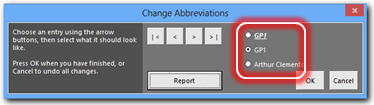 Change Abbreviations
Choose an entry using the arrow
buttons, then select what it should look
like.
Press OK when you have finished, or
Cancel to undo all changes.
|< < > >|
Report
GP1
GP1
Arthur Clements
OK
Cancel